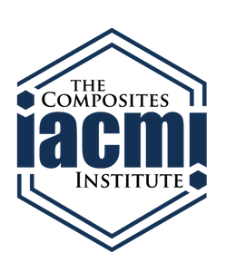 THE
COMPOSITES
iacmi
INSTITUTE